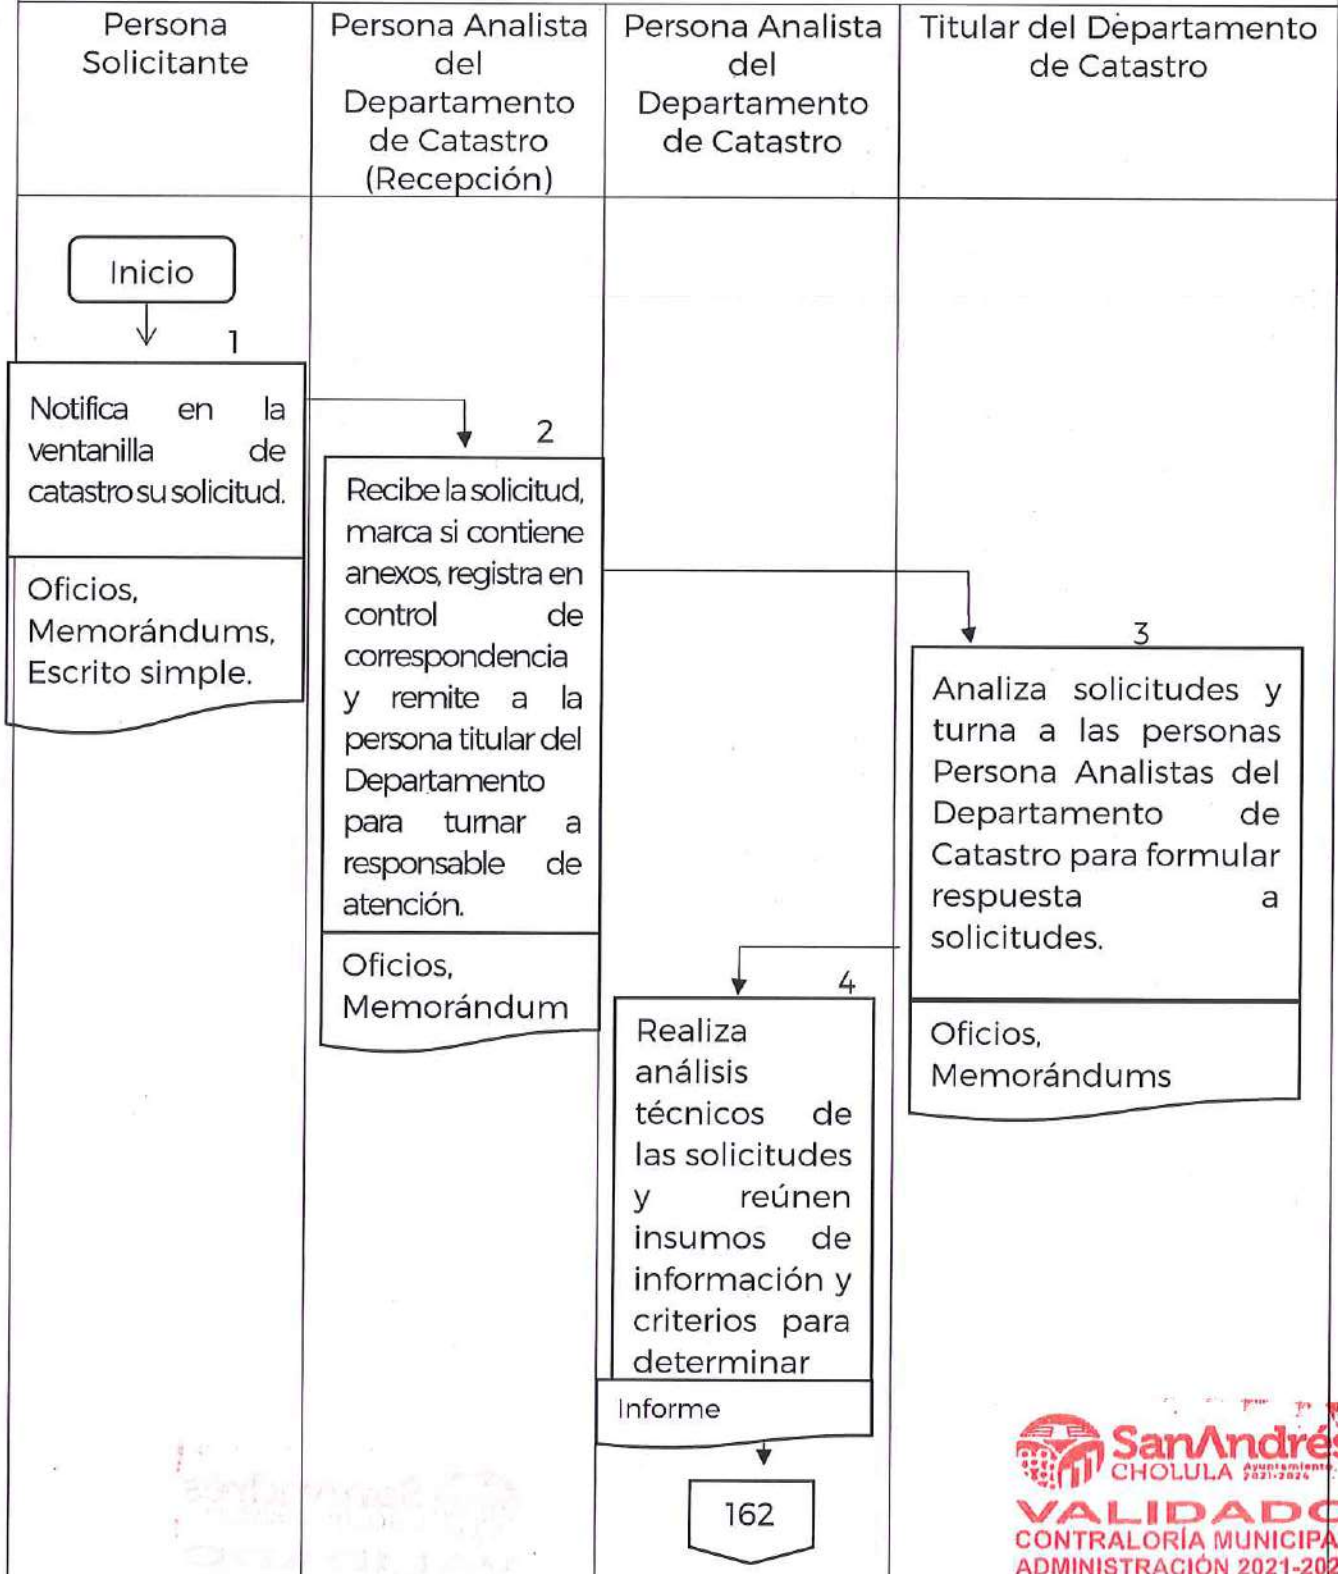 Persona
Solicitante
Persona Analista
del
Departamento
de Catastro
(Recepción)
Persona Analista
del
Departamento
de Catastro
Titular del Departamento
de Catastro
Inicio
1
Notifica en la
ventanilla de
catastro su solicitud.
Oficios,
Memorándums,
Escrito simple.
2
Recibe la solicitud,
marca si contiene
anexos, registra en
control de
correspondencia
y remite a la
persona titular del
Departamento
para turnar a
responsable de
atención.
Oficios,
Memorándum
3
Analiza solicitudes y
turna a las personas
Persona Analistas del
Departamento de
Catastro para formular
respuesta a
solicitudes.
Oficios,
Memorándums
4
Realiza
análisis
técnicos de
las solicitudes
y reúnen
insumos de
información y
criterios para
determinar
Informe
162
SanAndrés
CHOLULA Ayuntamiento
2021-2024
VALIDADO
CONTRALORÍA MUNICIPA
ADMINISTRACIÓN 2021-202